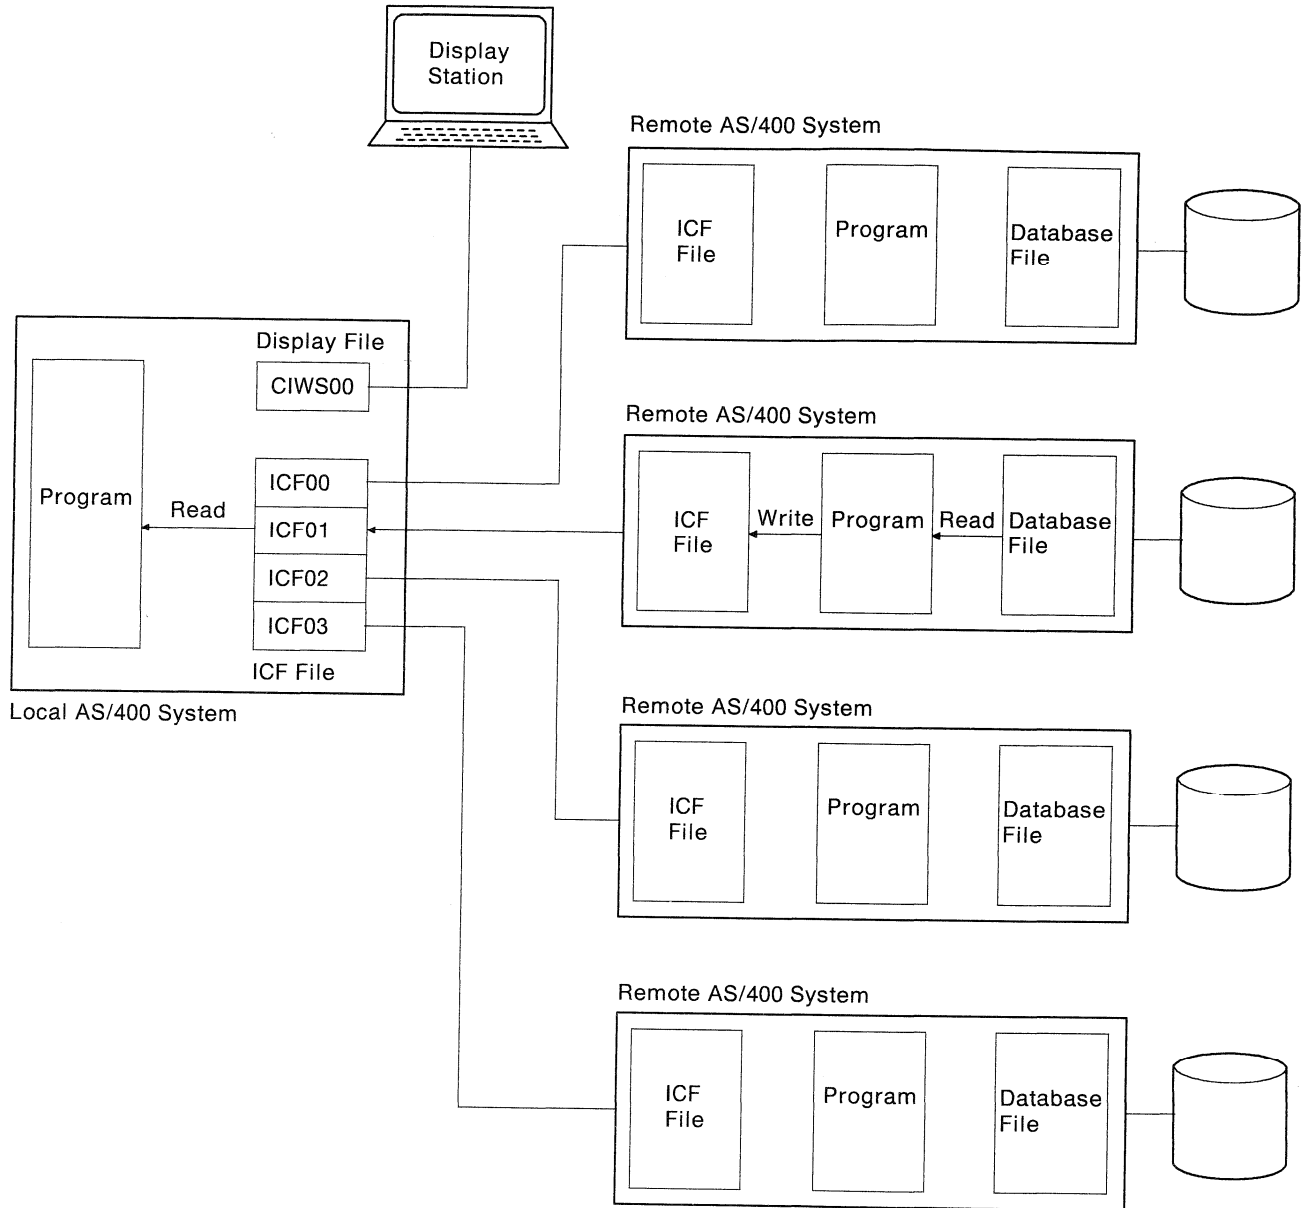 Display
Station
Remote AS/400 System
ICF
File
Program
Database
File
Display File
CIWS00
Program
Read
ICF00
ICF01
ICF02
ICF03
ICF File
Local AS/400 System
Remote AS/400 System
ICF
File
Write
Program
Read
Database
File
Remote AS/400 System
ICF
File
Program
Database
File
Remote AS/400 System
ICF
File
Program
Database
File